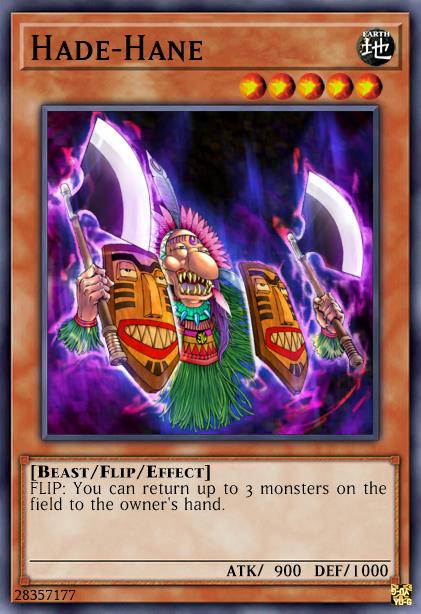 Hade-Hane
EARTH
地
[Beast/Flip/Effect]
FLIP: You can return up to 3 monsters on the
field to the owner's hand.
ATK/ 900 DEF/1000
28357177